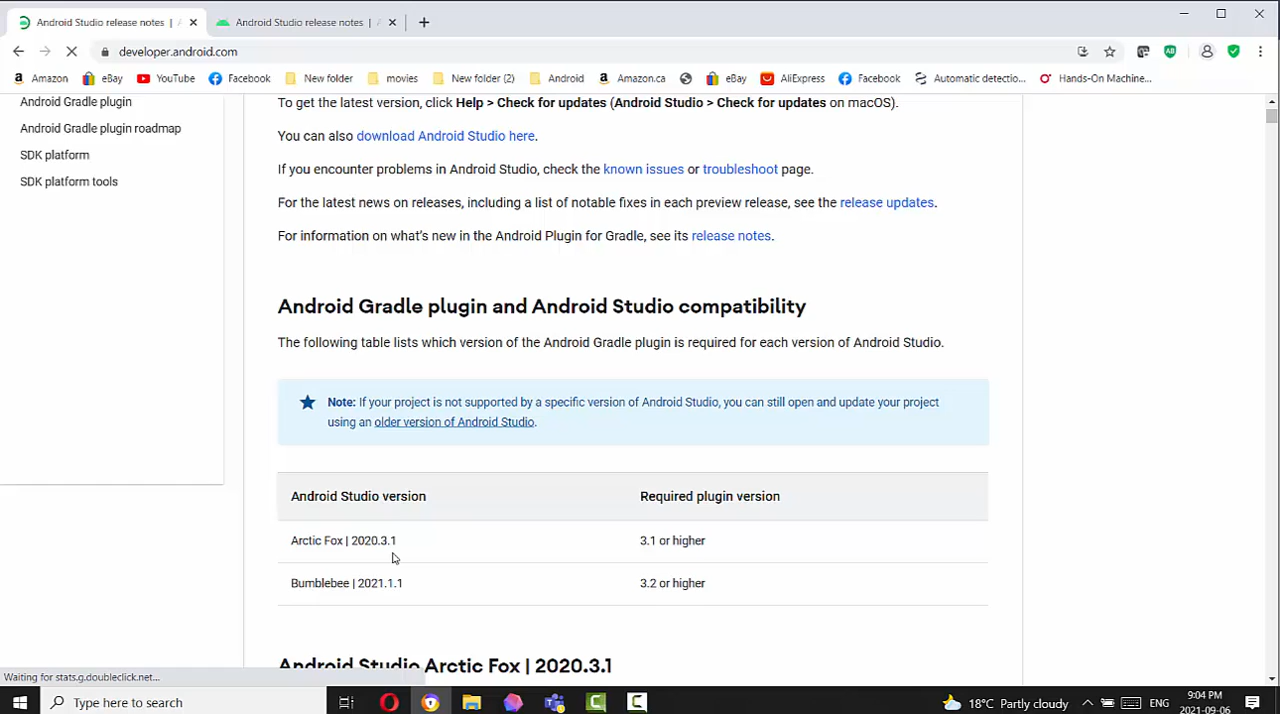 Android Studio release notes | A
Android Studio release notes |
developer.android.com
Amazon
eBay
YouTube
Facebook
New folder
movies
New folder (2)
Android
Amazon.ca
eBay
AliExpress
Facebook
Automatic detectio...
Hands-On Machine...
Android Gradle plugin
Android Gradle plugin roadmap
SDK platform
SDK platform tools
To get the latest version, click Help > Check for updates (Android Studio > Check for updates on macOS).
You can also download Android Studio here.
If you encounter problems in Android Studio, check the known issues or troubleshoot page.
For the latest news on releases, including a list of notable fixes in each preview release, see the release updates.
For information on what's new in the Android Plugin for Gradle, see its release notes.
Android Gradle plugin and Android Studio compatibility
The following table lists which version of the Android Gradle plugin is required for each version of Android Studio.
Note: If your project is not supported by a specific version of Android Studio, you can still open and update your project
using an older version of Android Studio.
Android Studio version Required plugin version
Arctic Fox | 2020.3.1 3.1 or higher
Bumblebee | 2021.1.1 3.2 or higher
Android Studio Arctic Fox | 2020.3.1
Waiting for stats.g.doubleclick.net...
Type here to search
18°C Partly cloudy
ENG
9:04 PM
2021-09-06